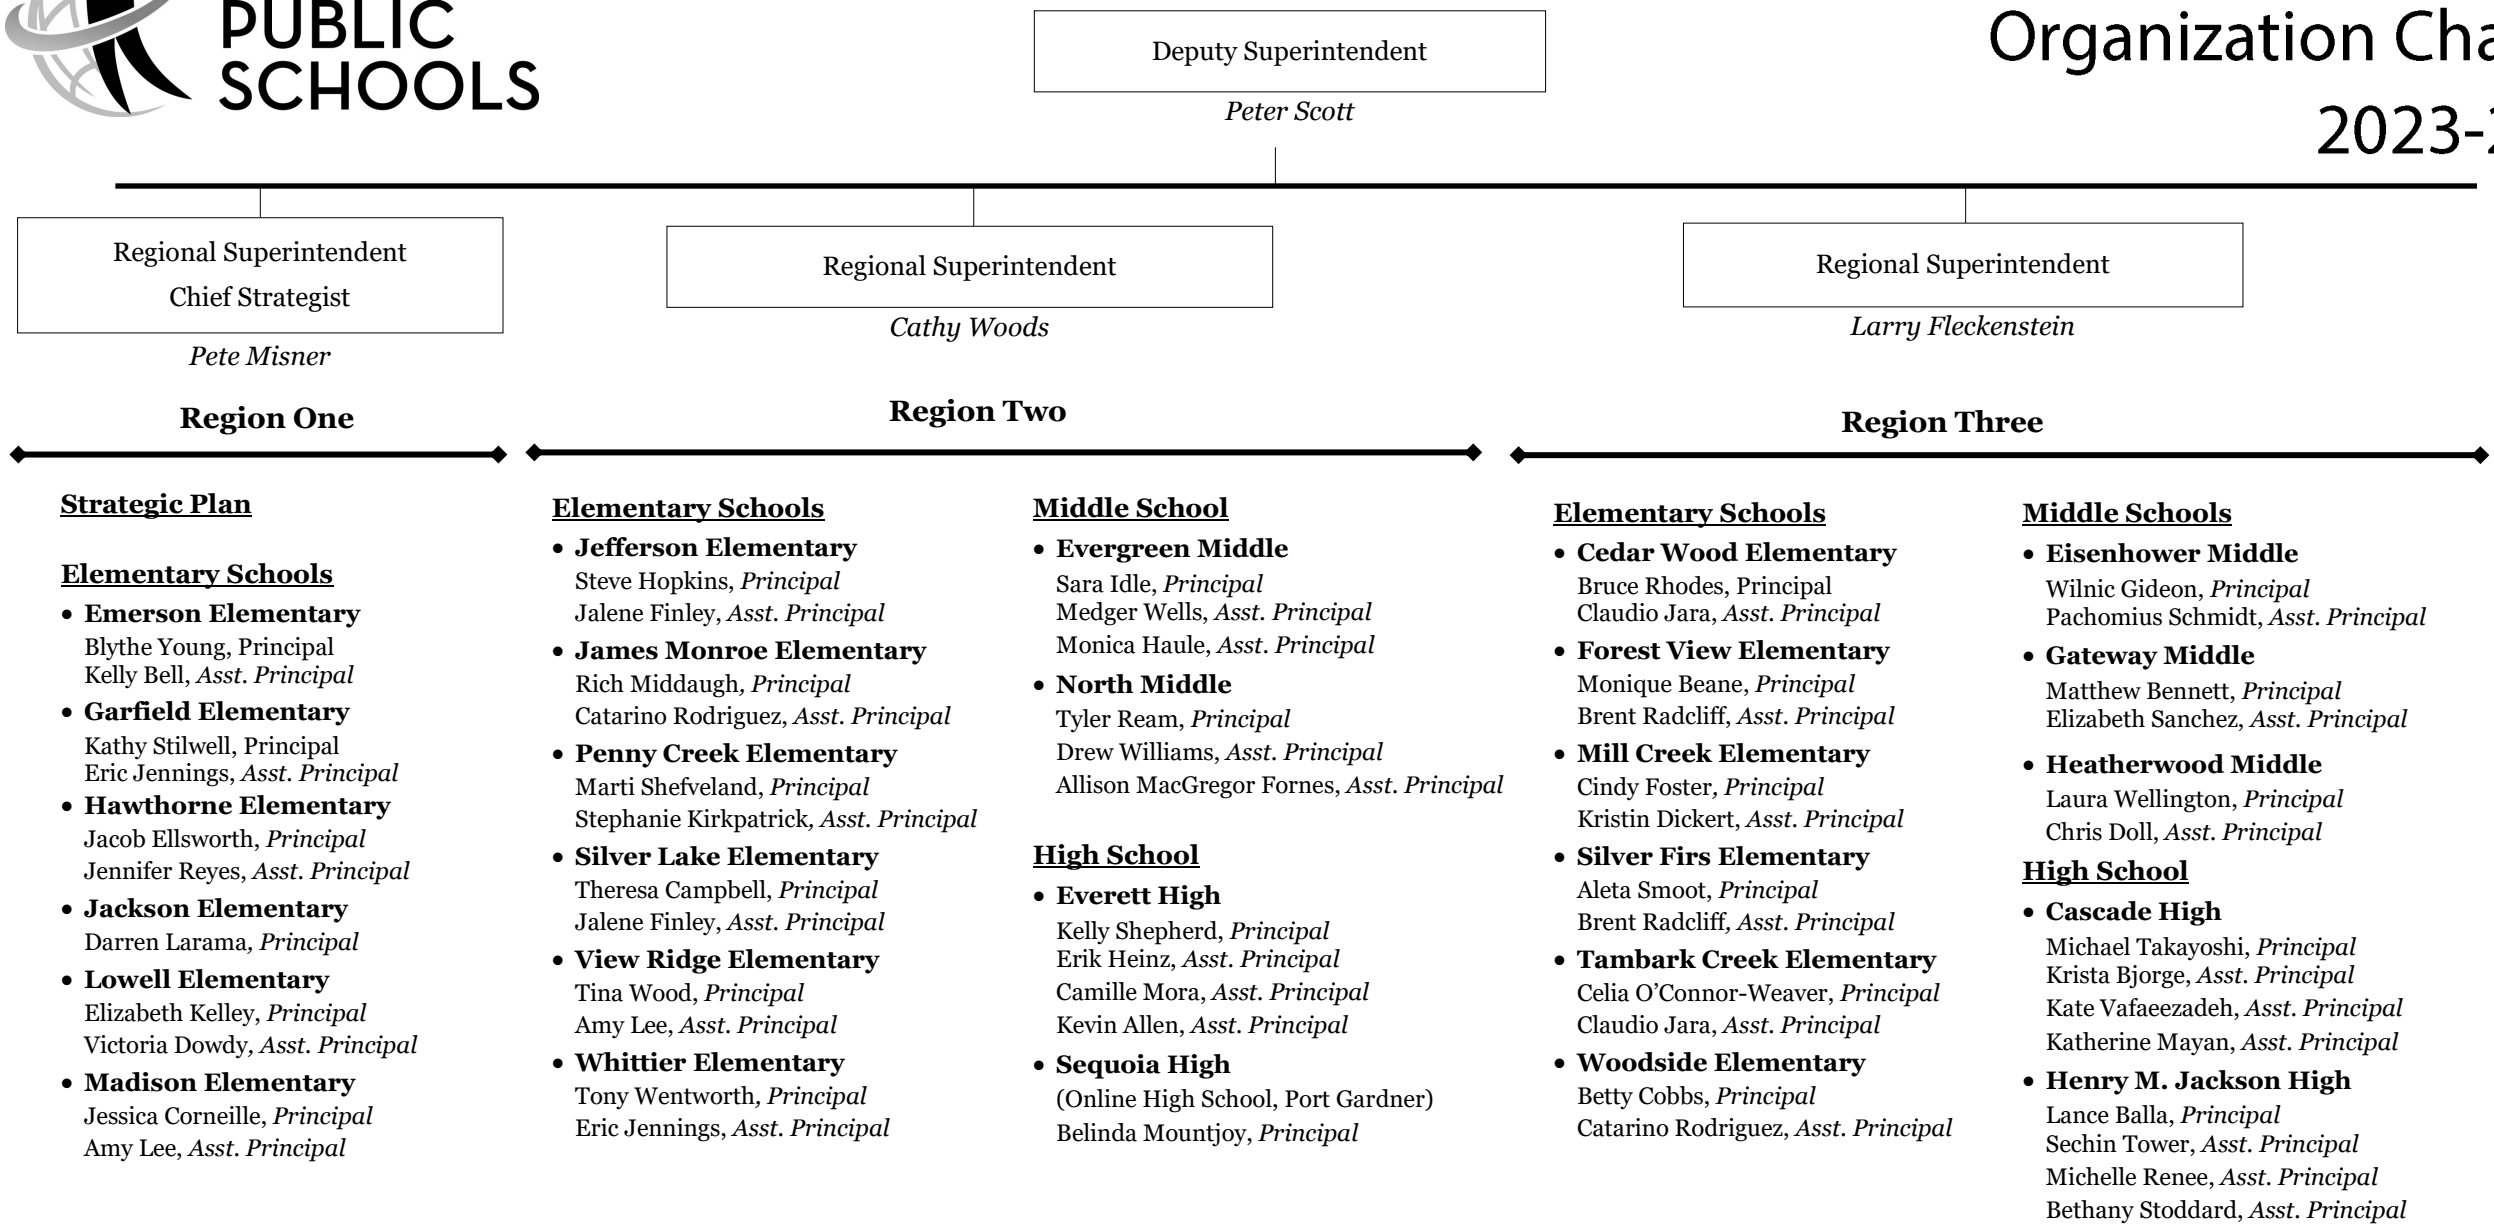 PUBLIC
SCHOOLS
Organization Cha
2023-2
Deputy Superintendent
Peter Scott
Regional Superintendent
Chief Strategist
Pete Misner
Regional Superintendent
Cathy Woods
Regional Superintendent
Larry Fleckenstein
Region One
Region Two
Region Three
Strategic Plan
Elementary Schools
• Emerson Elementary
Blythe Young, Principal
Kelly Bell, Asst. Principal
• Garfield Elementary
Kathy Stilwell, Principal
Eric Jennings, Asst. Principal
• Hawthorne Elementary
Jacob Ellsworth, Principal
Jennifer Reyes, Asst. Principal
• Jackson Elementary
Darren Larama, Principal
• Lowell Elementary
Elizabeth Kelley, Principal
Victoria Dowdy, Asst. Principal
• Madison Elementary
Jessica Corneille, Principal
Amy Lee, Asst. Principal
Elementary Schools
• Jefferson Elementary
Steve Hopkins, Principal
Jalene Finley, Asst. Principal
• James Monroe Elementary
Rich Middaugh, Principal
Catarino Rodriguez, Asst. Principal
• Penny Creek Elementary
Marti Shefveland, Principal
Stephanie Kirkpatrick, Asst. Principal
• Silver Lake Elementary
Theresa Campbell, Principal
Jalene Finley, Asst. Principal
• View Ridge Elementary
Tina Wood, Principal
Amy Lee, Asst. Principal
• Whittier Elementary
Tony Wentworth, Principal
Eric Jennings, Asst. Principal
Middle School
• Evergreen Middle
Sara Idle, Principal
Medger Wells, Asst. Principal
Monica Haule, Asst. Principal
• North Middle
Tyler Ream, Principal
Drew Williams, Asst. Principal
Allison MacGregor Fornes, Asst. Principal
High School
• Everett High
Kelly Shepherd, Principal
Erik Heinz, Asst. Principal
Camille Mora, Asst. Principal
Kevin Allen, Asst. Principal
• Sequoia High
(Online High School, Port Gardner)
Belinda Mountjoy, Principal
Elementary Schools
• Cedar Wood Elementary
Bruce Rhodes, Principal
Claudio Jara, Asst. Principal
• Forest View Elementary
Monique Beane, Principal
Brent Radcliff, Asst. Principal
• Mill Creek Elementary
Cindy Foster, Principal
Kristin Dickert, Asst. Principal
• Silver Firs Elementary
Aleta Smoot, Principal
Brent Radcliff, Asst. Principal
• Tambark Creek Elementary
Celia O’Connor-Weaver, Principal
Claudio Jara, Asst. Principal
• Woodside Elementary
Betty Cobbs, Principal
Catarino Rodriguez, Asst. Principal
Middle Schools
• Eisenhower Middle
Wilnic Gideon, Principal
Pachomius Schmidt, Asst. Principal
• Gateway Middle
Matthew Bennett, Principal
Elizabeth Sanchez, Asst. Principal
• Heatherwood Middle
Laura Wellington, Principal
Chris Doll, Asst. Principal
High School
• Cascade High
Michael Takayoshi, Principal
Krista Bjorge, Asst. Principal
Kate Vafaeezadeh, Asst. Principal
Katherine Mayan, Asst. Principal
• Henry M. Jackson High
Lance Balla, Principal
Sechin Tower, Asst. Principal
Michelle Renee, Asst. Principal
Bethany Stoddard, Asst. Principal